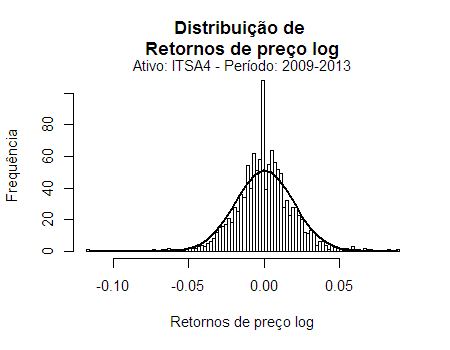 Distribuição de
Retornos de preço log
Ativo: ITSA4 - Período: 2009-2013
Frequência
80
60
40
20
0
-0.10
-0.05
0.00
0.05
Retornos de preço log